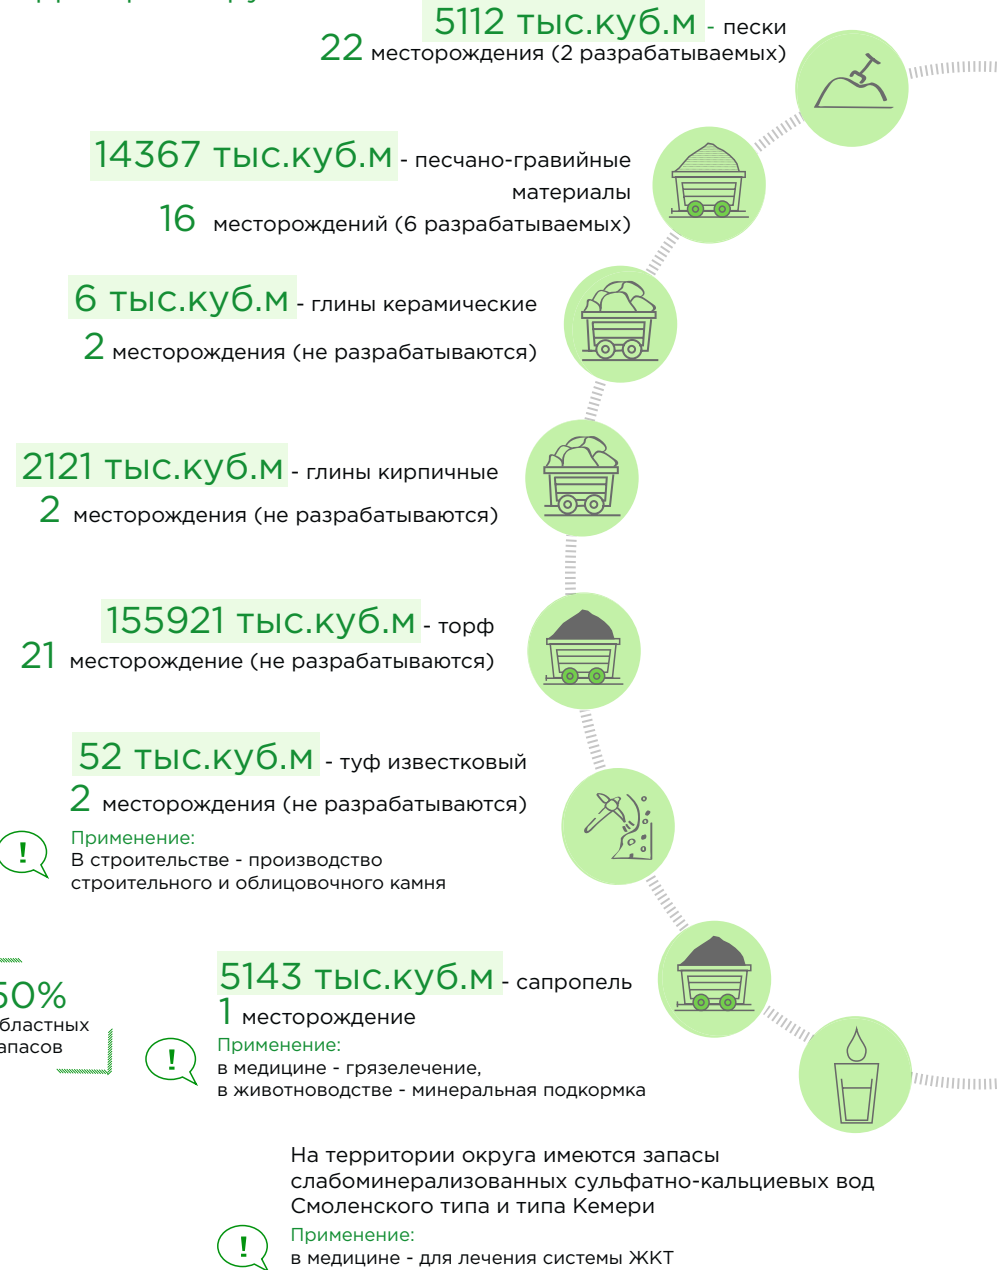 5112 тыс.куб.м - пески
22 месторождения (2 разрабатываемых)
14367 тыс.куб.м - песчано-гравийные
материалы
16 месторождений (6 разрабатываемых)
6 тыс.куб.м - глины керамические
2 месторождения (не разрабатываются)
2121 тыс.куб.м - глины кирпичные
2 месторождения (не разрабатываются)
155921 тыс.куб.м - торф
21 месторождение (не разрабатываются)
52 тыс.куб.м - туф известковый
2 месторождения (не разрабатываются)
!
Применение:
В строительстве - производство
строительного и облицовочного камня
50%
бластных
апасов
5143 тыс.куб.м - сапропель
1 месторождение
!
Применение:
в медицине - грязелечение,
в животноводстве - минеральная подкормка
На территории округа имеются запасы
слабоминерализованных сульфатно-кальциевых вод
Смоленского типа и типа Кемери
!
Применение:
в медицине - для лечения системы ЖКТ